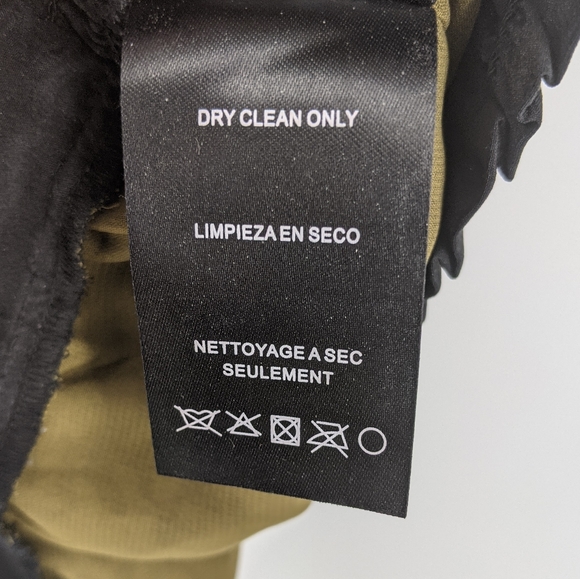 DRY CLEAN ONLY
LIMPIEZA EN SECO
NETTOYAGE A SEC
SEULEMENT